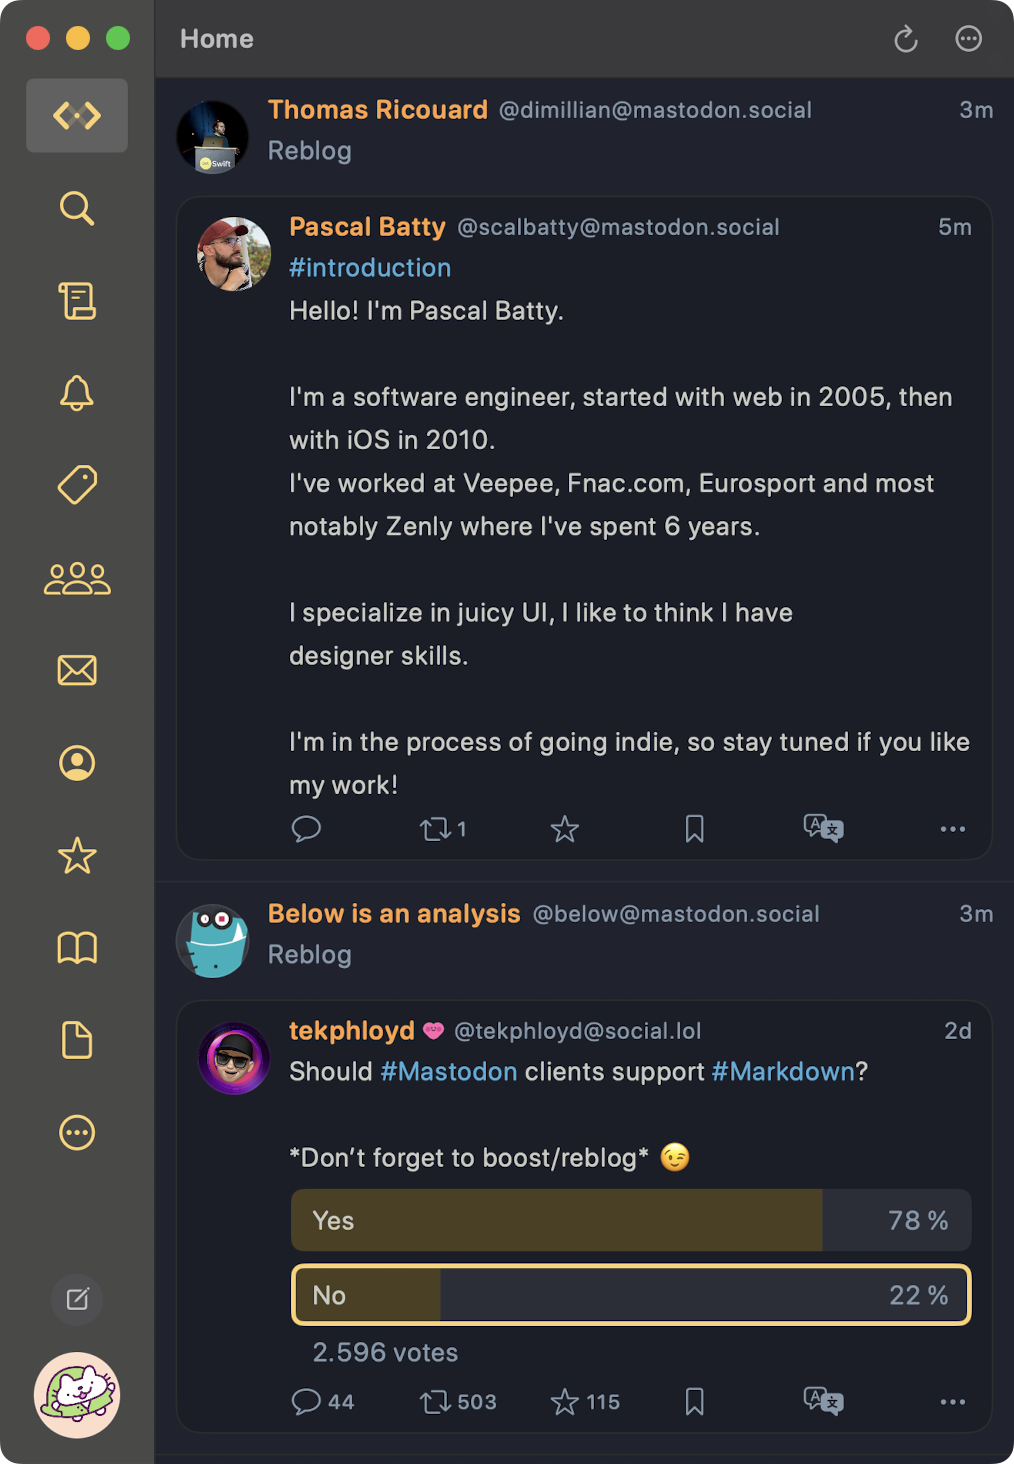 Home
Thomas Ricouard @dimillian@mastodon.social 3m
Reblog
Swift
Pascal Batty @scalbatty@mastodon.social 5m
#introduction
Hello! I'm Pascal Batty.
I'm a software engineer, started with web in 2005, then
with iOS in 2010.
I've worked at Veepee, Fnac.com, Eurosport and most
notably Zenly where I've spent 6 years.
I specialize in juicy UI, I like to think I have
designer skills.
I'm in the process of going indie, so stay tuned if you like
my work!
1
Below is an analysis @below@mastodon.social 3m
Reblog
tekphloyd @tekphloyd@social.lol 2d
Should #Mastodon clients support #Markdown?
*Don’t forget to boost/reblog* 😉
Yes 78 %
No 22 %
2.596 votes
44 503 115